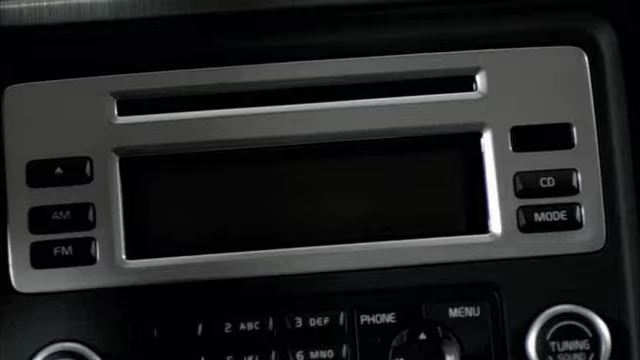 AM
FM
CD
MODE
2 ABC
3 DEF
6 MNO
PHONE
MENU
TUNING